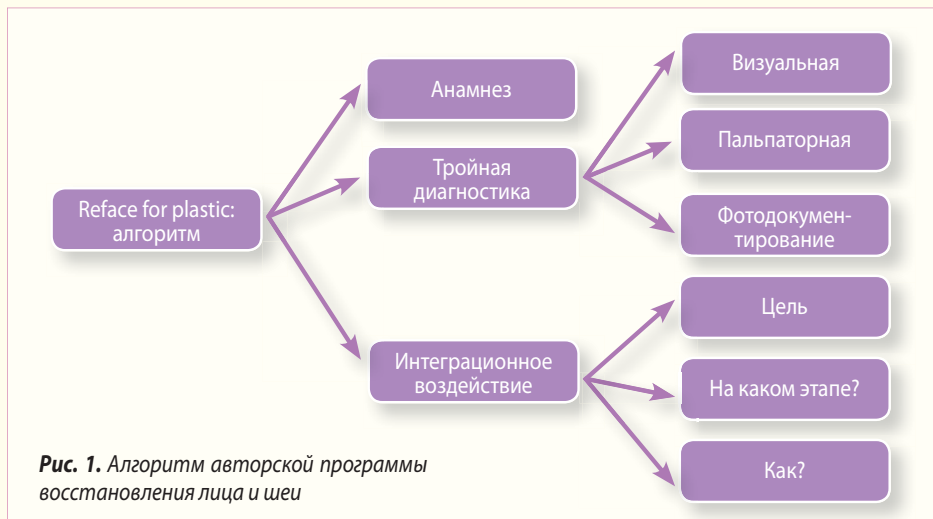 Reface for plastic:
алгоритм
Анамнез
Тройная
диагностика
Визуальная
Пальпаторная
Фотодокумен-
тирование
Интеграционное
воздействие
Цель
На каком этапе?
Как?
Рис. 1. Алгоритм авторской программы
восстановления лица и шеи